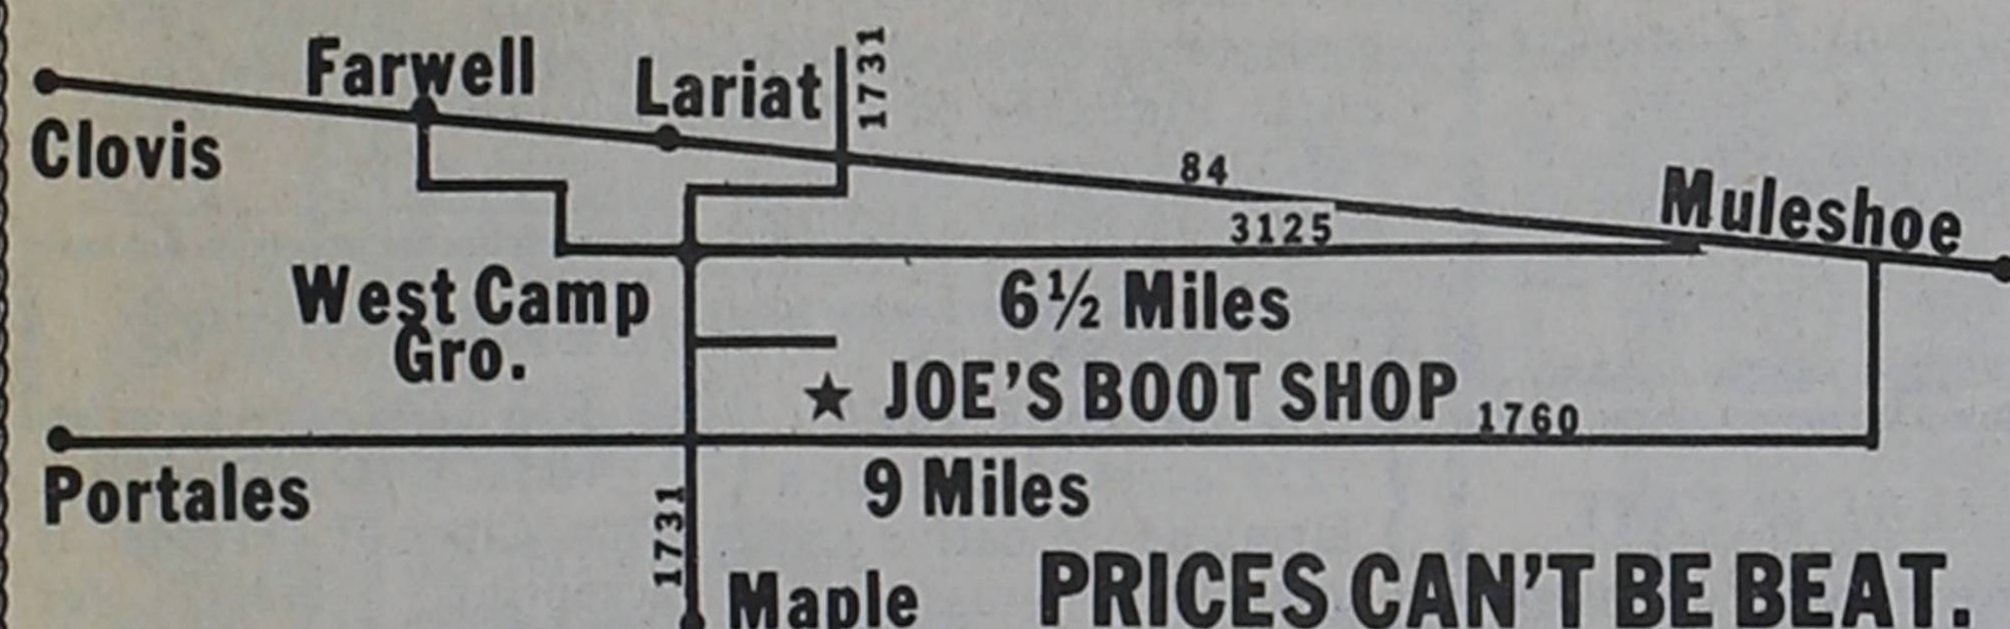 Farwell
Lariat
1731
Clovis
84
Muleshoe
3125
West Camp
Gro.
6½ Miles
★ JOE'S BOOT SHOP
1760
Portales
9 Miles
1731
Maple
PRICES CAN'T BE BEAT.